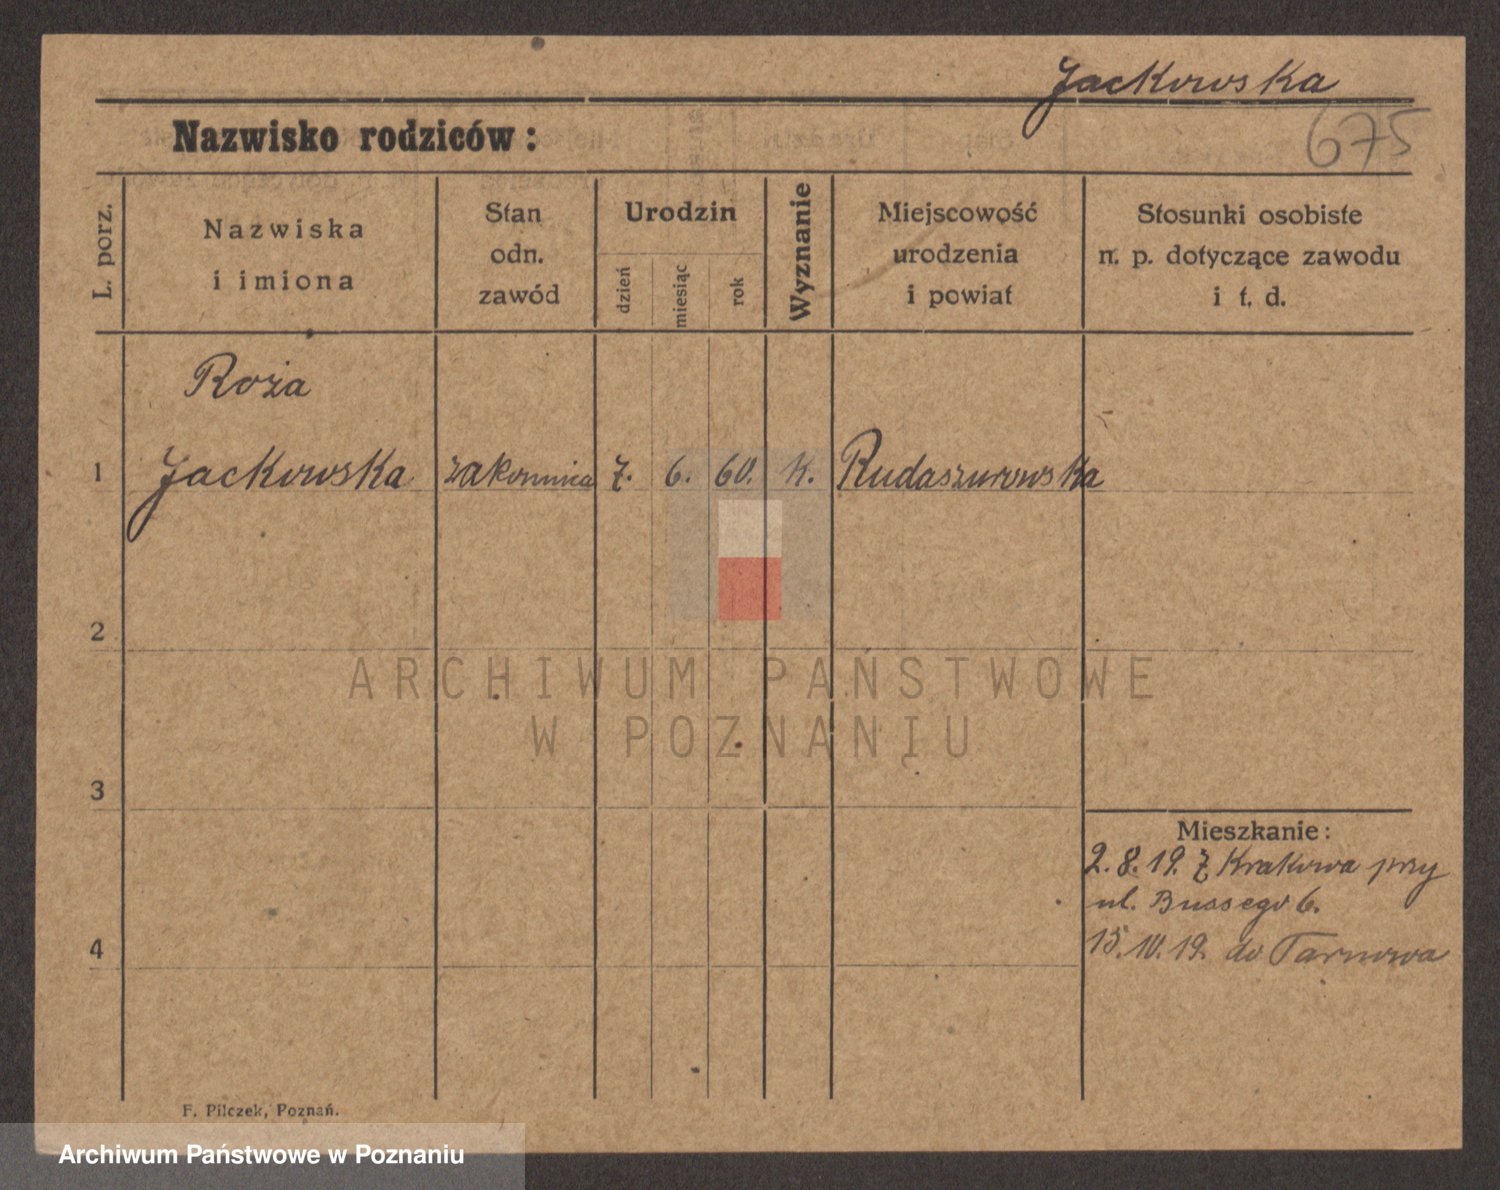 Jackowska
Nazwisko rodziców:
675
L. porz.
Nazwiska
i imiona
Stan
odn.
zawód
Urodzin
dzień
miesiąc
rok
Wyznanie
Miejscowość
urodzenia
i powiat
Stosunki osobiste
n. p. dotyczące zawodu
i t. d.
Roża
1 Jackowska zakonnica 7. 6. 60. k. Rudaszurowska
2
ARCHIWUM PAŃSTWOWE
W POZNANIU
3
Mieszkanie:
2.8.19. Z Krakowa przy
ul. Bussego 6.
4
15.10.19. do Tarnowa
F. Pilczek, Poznań.
Archiwum Państwowe w Poznaniu